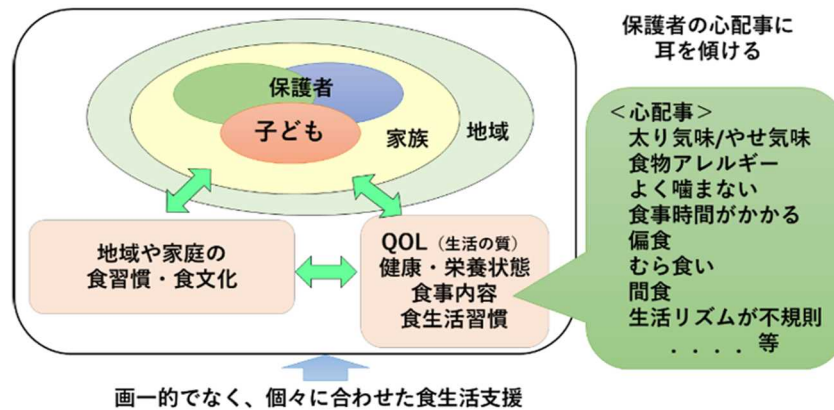 保護者の心配事に
耳を傾ける
保護者
子ども
家族
地域
地域や家庭の
食習慣・食文化
QOL（生活の質）
健康・栄養状態
食事内容
食生活習慣
＜心配事＞
太り気味/やせ気味
食物アレルギー
よく噛まない
食事時間がかかる
偏食
むら食い
間食
生活リズムが不規則
．．．．等
画一的でなく、個々に合わせた食生活支援